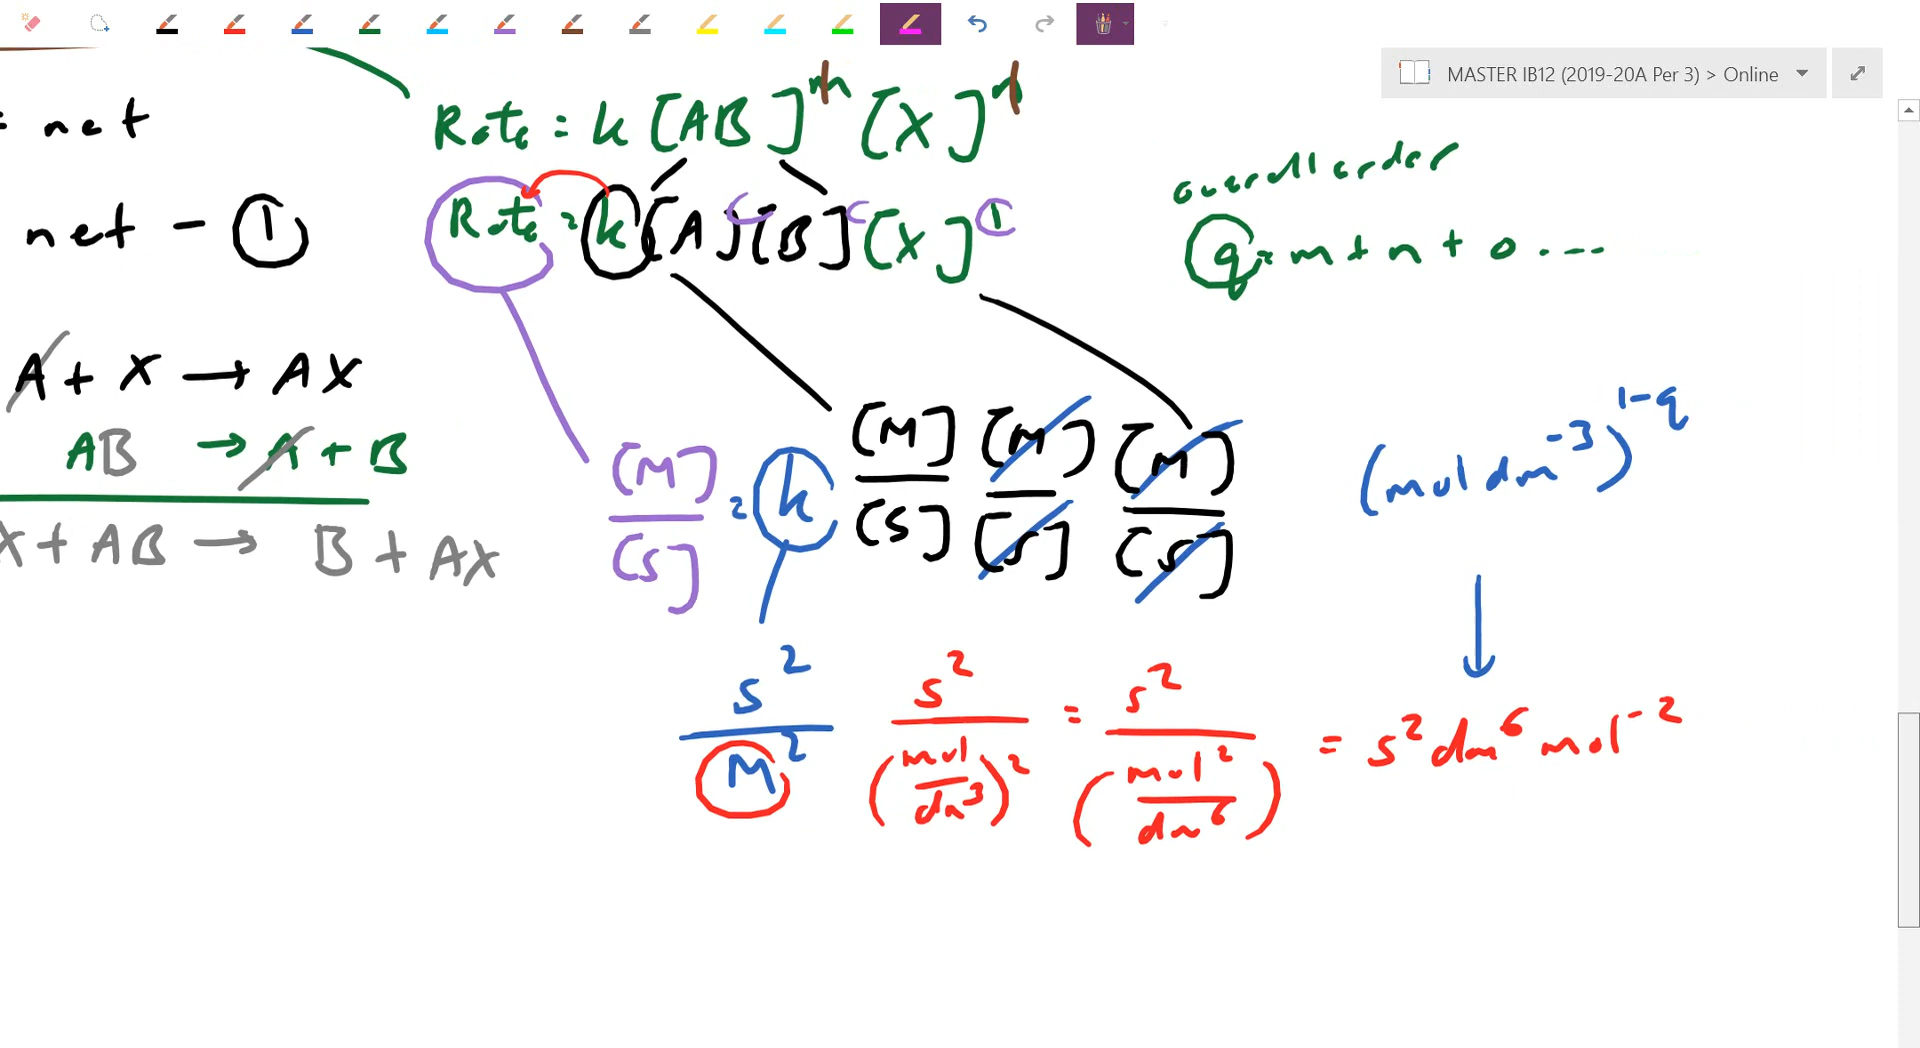 MASTER IB12 (2019-20A Per 3) > Online
= net
Rate = k [AB]^m [X]^n
overall order
net - ①
Rate = k [A] [B] [X]^1
q = m + n + o ....
A + X → AX
(mol dm^-3)^1-q
AB → A + B
[M]/[S] = k [M]/[S] [M]/[S] [M]/[S]
X + AB → B + AX
s^2/M^2 s^2/(mol/dm^3)^2 = s^2/(mol^2/dm^6) = s^2 dm^6 mol^-2